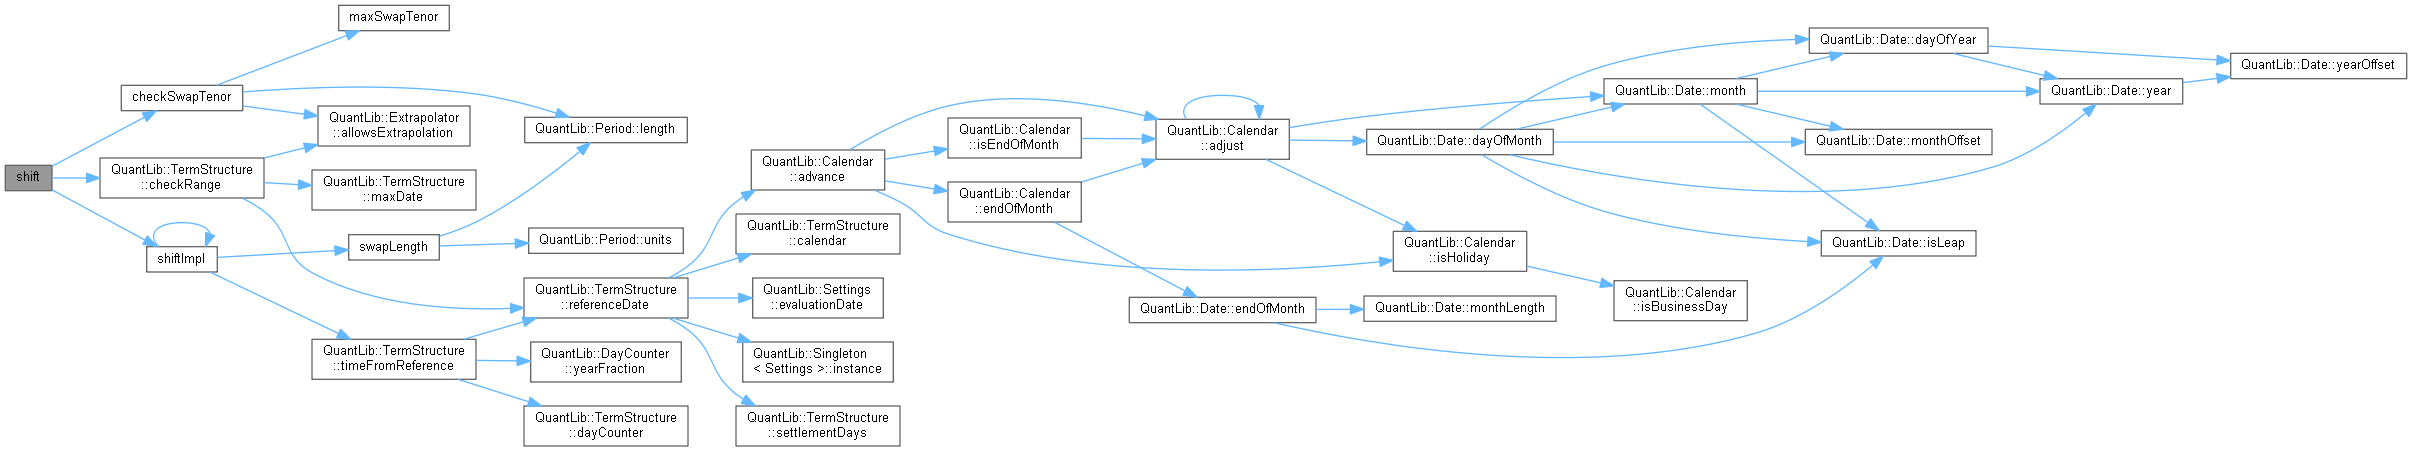 shift
checkSwapTenor
QuantLib::TermStructure
::checkRange
shiftImpl
maxSwapTenor
QuantLib::Extrapolator
::allowsExtrapolation
QuantLib::TermStructure
::maxDate
swapLength
QuantLib::TermStructure
::timeFromReference
QuantLib::Period::length
QuantLib::Period::units
QuantLib::TermStructure
::referenceDate
QuantLib::DayCounter
::yearFraction
QuantLib::TermStructure
::dayCounter
QuantLib::Calendar
::advance
QuantLib::TermStructure
::calendar
QuantLib::Settings
::evaluationDate
QuantLib::Singleton
< Settings >::instance
QuantLib::TermStructure
::settlementDays
QuantLib::Calendar
::isEndOfMonth
QuantLib::Calendar
::endOfMonth
QuantLib::Calendar
::adjust
QuantLib::Date::endOfMonth
QuantLib::Date::dayOfMonth
QuantLib::Calendar
::isHoliday
QuantLib::Date::monthLength
QuantLib::Date::month
QuantLib::Calendar
::isBusinessDay
QuantLib::Date::dayOfYear
QuantLib::Date::monthOffset
QuantLib::Date::isLeap
QuantLib::Date::year
QuantLib::Date::yearOffset